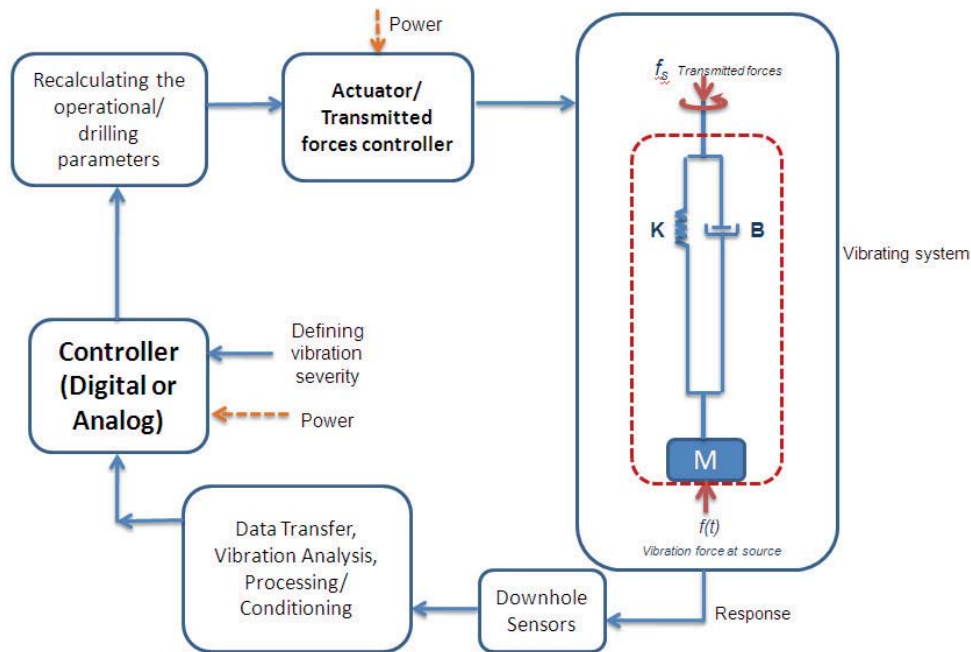 Power
Recalculating the
operational/
drilling
parameters
Actuator/
Transmitted
forces controller
fs Transmitted forces
K
B
Vibrating system
M
f(t)
Vibration force at source
Controller
(Digital or
Analog)
Defining
vibration
severity
Power
Data Transfer,
Vibration Analysis,
Processing/
Conditioning
Downhole
Sensors
Response